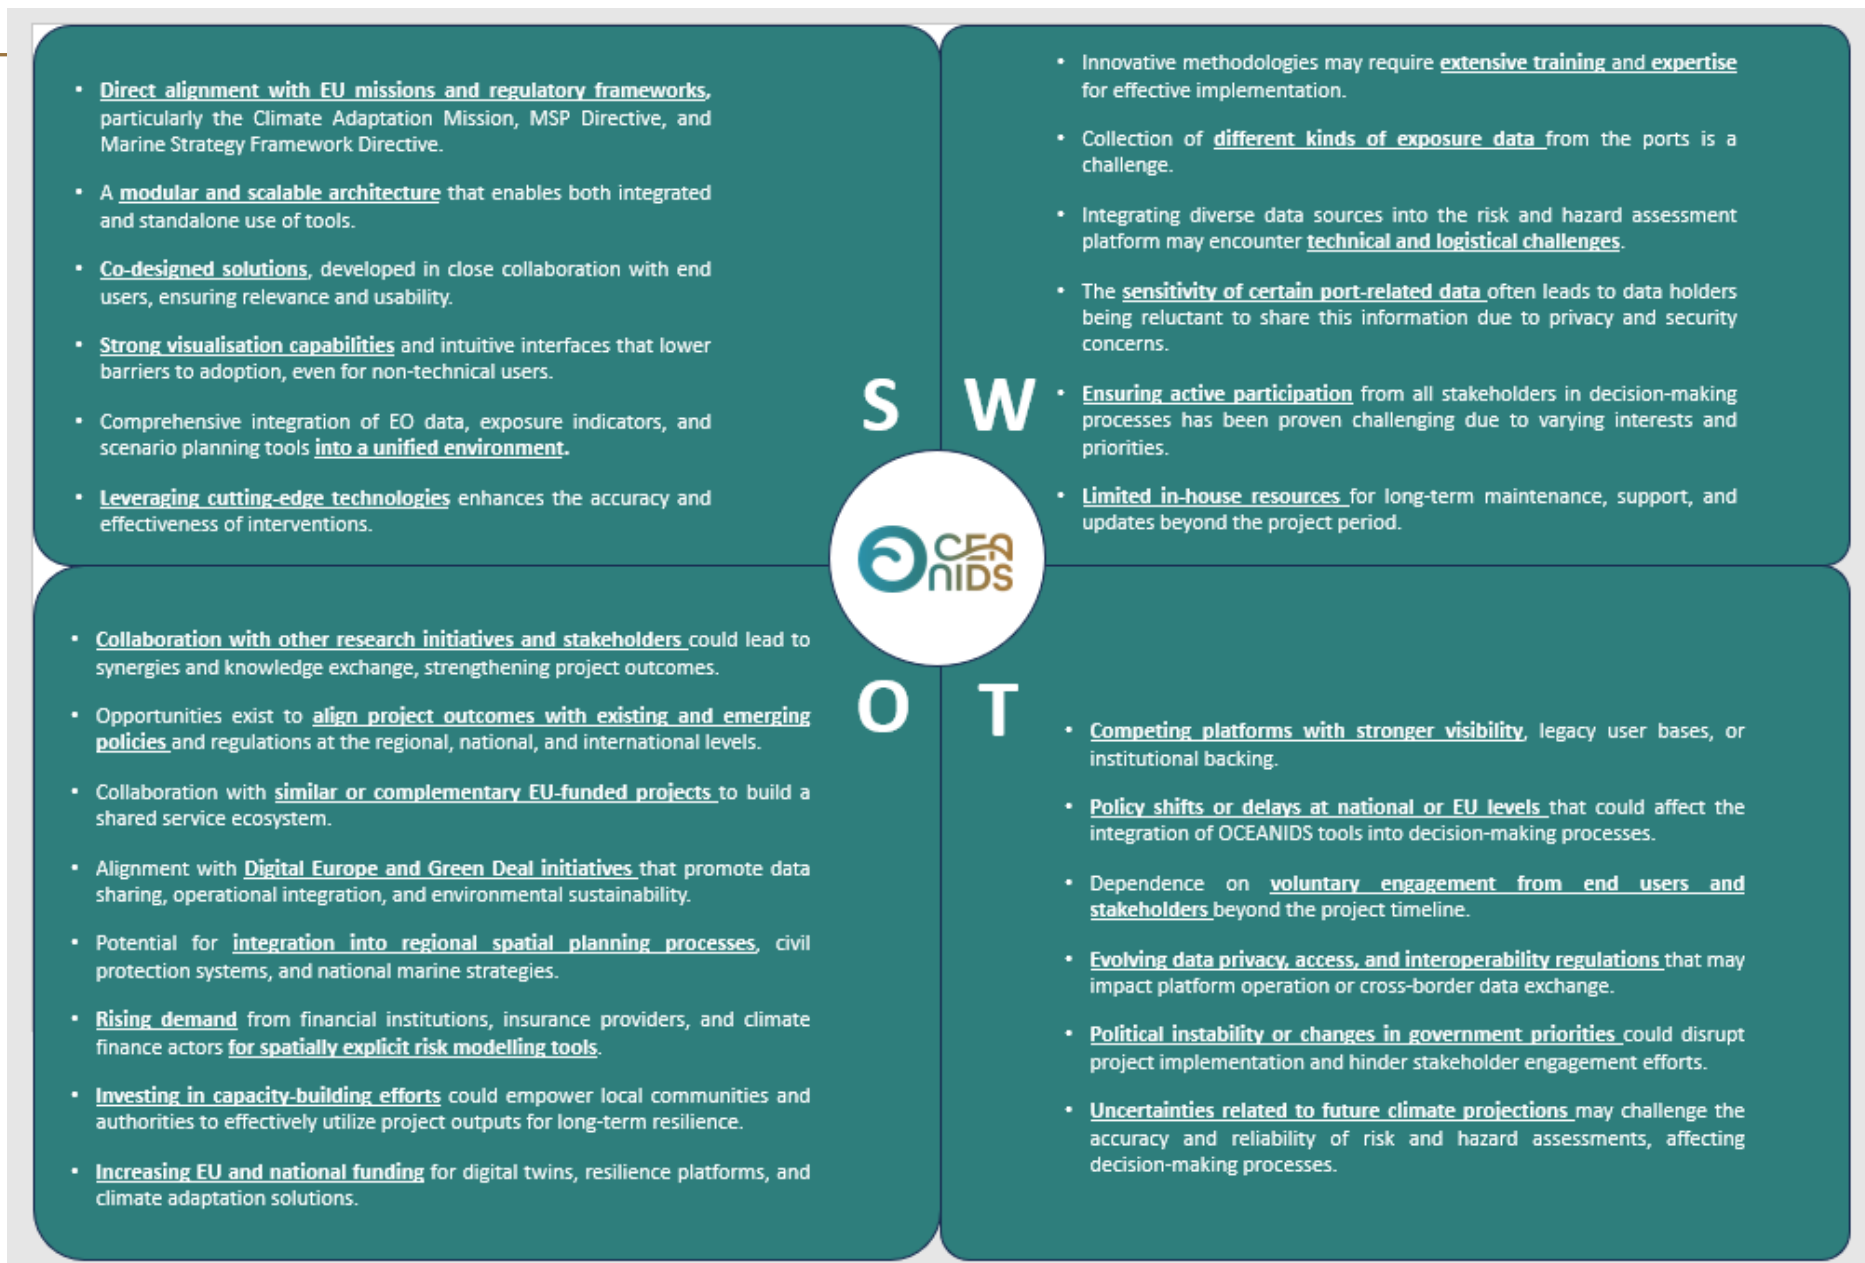 • Direct alignment with EU missions and regulatory frameworks,
particularly the Climate Adaptation Mission, MSP Directive, and
Marine Strategy Framework Directive.
• A modular and scalable architecture that enables both integrated
and standalone use of tools.
• Co-designed solutions, developed in close collaboration with end
users, ensuring relevance and usability.
• Strong visualisation capabilities and intuitive interfaces that lower
barriers to adoption, even for non-technical users.
• Comprehensive integration of EO data, exposure indicators, and
scenario planning tools into a unified environment.
• Leveraging cutting-edge technologies enhances the accuracy and
effectiveness of interventions.
S
W
• Innovative methodologies may require extensive training and expertise
for effective implementation.
• Collection of different kinds of exposure data from the ports is a
challenge.
• Integrating diverse data sources into the risk and hazard assessment
platform may encounter technical and logistical challenges.
• The sensitivity of certain port-related data often leads to data holders
being reluctant to share this information due to privacy and security
concerns.
• Ensuring active participation from all stakeholders in decision-making
processes has been proven challenging due to varying interests and
priorities.
• Limited in-house resources for long-term maintenance, support, and
updates beyond the project period.
OCEA
NIDS
• Collaboration with other research initiatives and stakeholders could lead to
synergies and knowledge exchange, strengthening project outcomes.
• Opportunities exist to align project outcomes with existing and emerging
policies and regulations at the regional, national, and international levels.
• Collaboration with similar or complementary EU-funded projects to build a
shared service ecosystem.
• Alignment with Digital Europe and Green Deal initiatives that promote data
sharing, operational integration, and environmental sustainability.
• Potential for integration into regional spatial planning processes, civil
protection systems, and national marine strategies.
• Rising demand from financial institutions, insurance providers, and climate
finance actors for spatially explicit risk modelling tools.
• Investing in capacity-building efforts could empower local communities and
authorities to effectively utilize project outputs for long-term resilience.
• Increasing EU and national funding for digital twins, resilience platforms, and
climate adaptation solutions.
O
T
• Competing platforms with stronger visibility, legacy user bases, or
institutional backing.
• Policy shifts or delays at national or EU levels that could affect the
integration of OCEANIDS tools into decision-making processes.
• Dependence on voluntary engagement from end users and
stakeholders beyond the project timeline.
• Evolving data privacy, access, and interoperability regulations that may
impact platform operation or cross-border data exchange.
• Political instability or changes in government priorities could disrupt
project implementation and hinder stakeholder engagement efforts.
• Uncertainties related to future climate projections may challenge the
accuracy and reliability of risk and hazard assessments, affecting
decision-making processes.